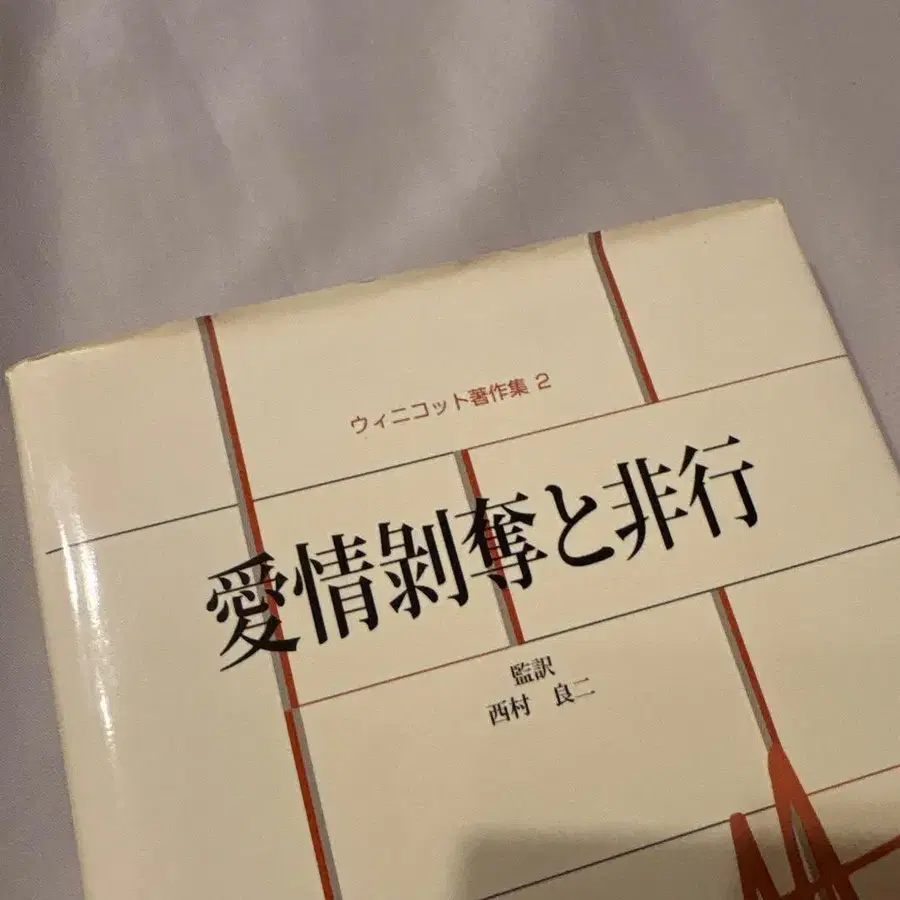 ウィニコット著作集 2
愛情剥奪と非行
監訳
西村 良二